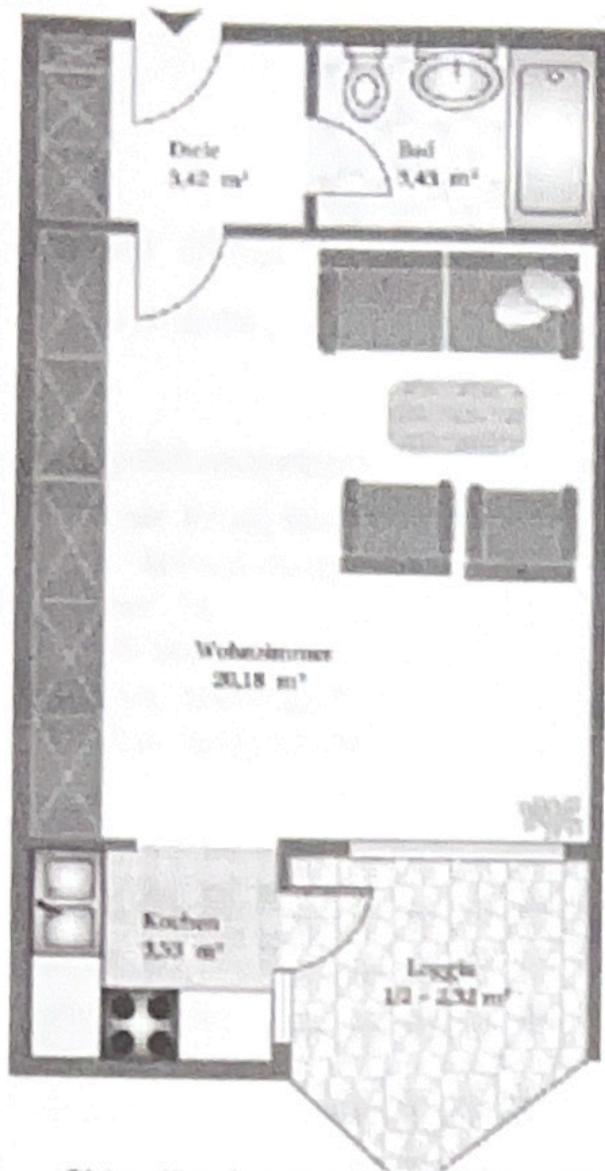 Diele
3,42 m²
Bad
3,43 m²
Wohnzimmer
20,18 m²
Kochen
3,53 m²
Loggia
1/2 = 2,32 m²